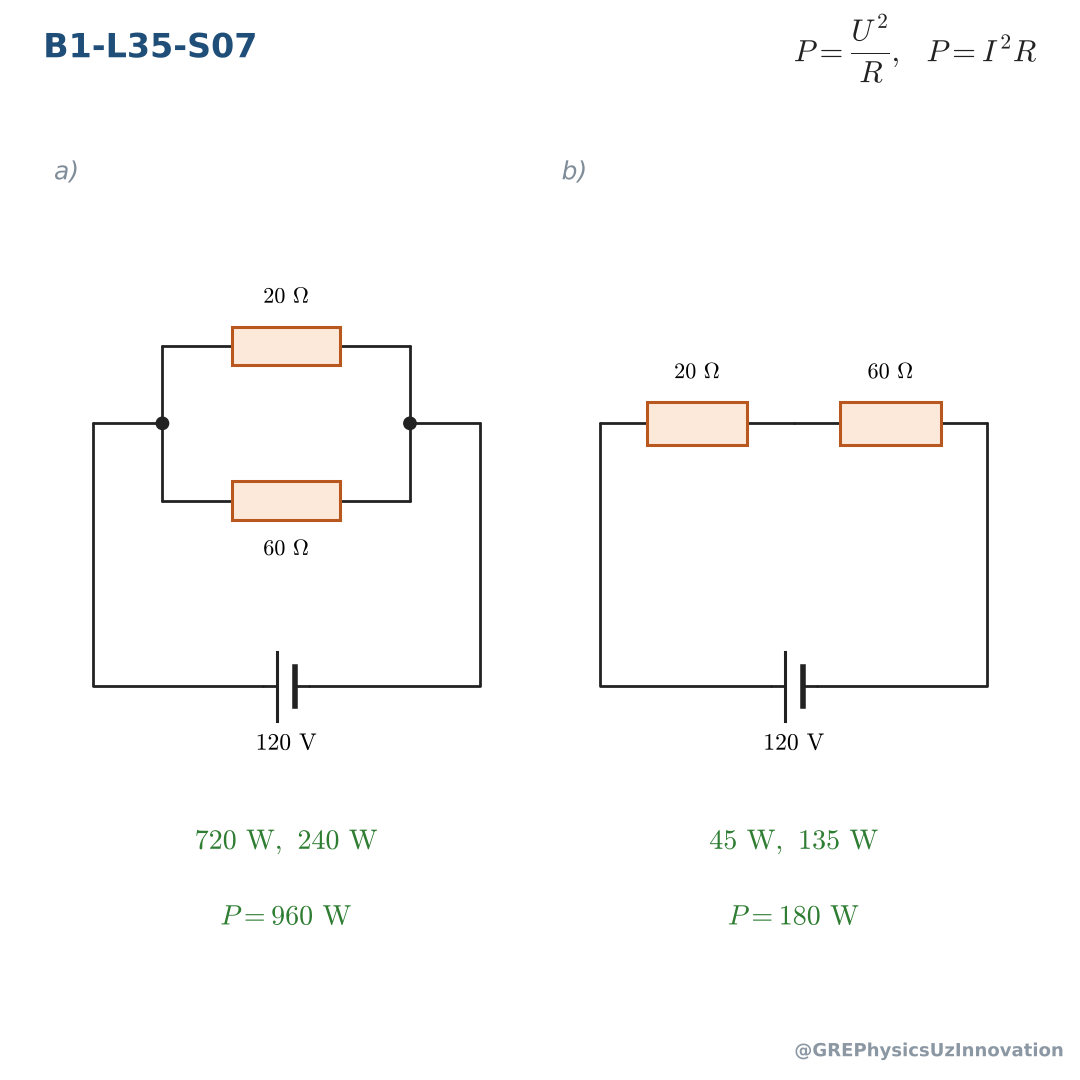 B1-L35-S07
P = U²/R, P = I²R
a)
b)
20 Ω
60 Ω
120 V
20 Ω 60 Ω
120 V
720 W, 240 W
P = 960 W
45 W, 135 W
P = 180 W
@GREPhysicsUzInnovation